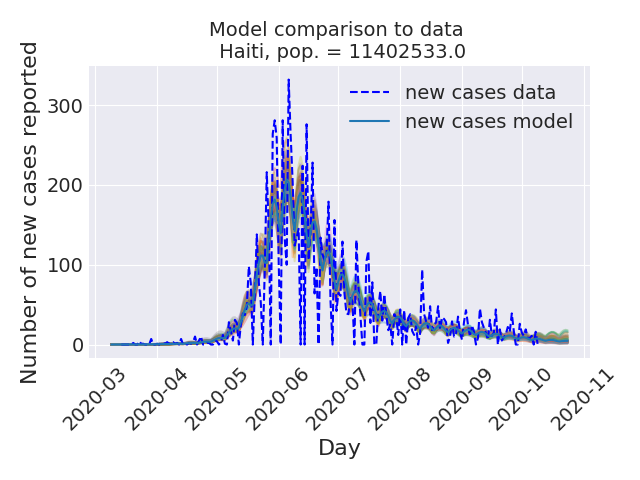 Model comparison to data
Haiti, pop. = 11402533.0
new cases data
new cases model
Number of new cases reported
300
200
100
0
2020-03
2020-04
2020-05
2020-06
2020-07
2020-08
2020-09
2020-10
2020-11
Day